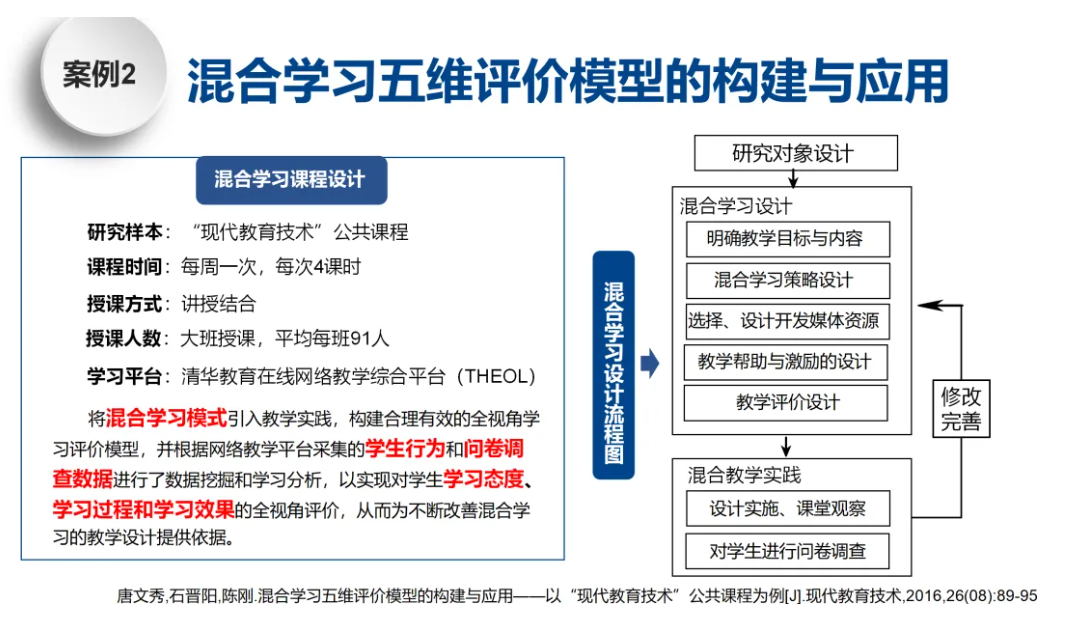 案例2
混合学习五维评价模型的构建与应用
混合学习课程设计
研究样本：“现代教育技术”公共课程
课程时间：每周一次，每次4课时
授课方式：讲授结合
授课人数：大班授课，平均每班91人
学习平台：清华教育在线网络教学综合平台（THEOL）
将混合学习模式引入教学实践，构建合理有效的全视角学
习评价模型，并根据网络教学平台采集的学生行为和问卷调
查数据进行了数据挖掘和学习分析，以实现对学生学习态度、
学习过程和学习效果的全视角评价，从而为不断改善混合学
习的教学设计提供依据。
混合学习设计流程图
研究对象设计
混合学习设计
明确教学目标与内容
混合学习策略设计
选择、设计开发媒体资源
教学帮助与激励的设计
教学评价设计
修改
完善
混合教学实践
设计实施、课堂观察
对学生进行问卷调查
唐文秀,石晋阳,陈刚.混合学习五维评价模型的构建与应用——以“现代教育技术”公共课程为例[J].现代教育技术,2016,26(08):89-95